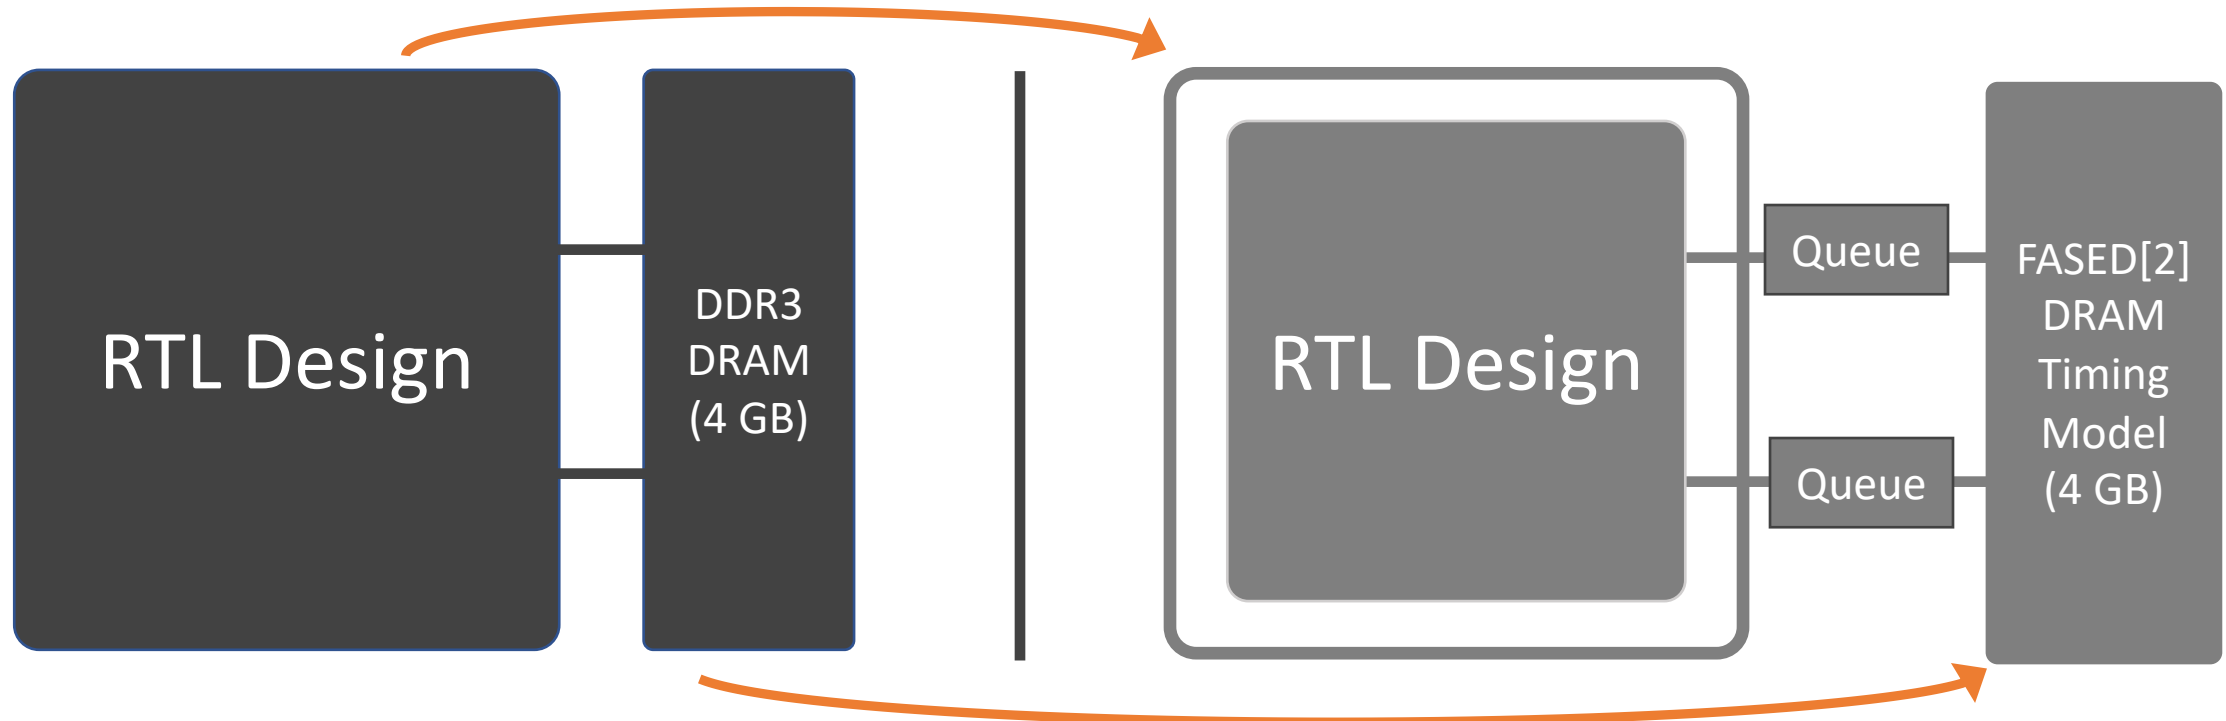 RTL Design
DDR3
DRAM
(4 GB)
RTL Design
Queue
Queue
FASED[2]
DRAM
Timing
Model
(4 GB)